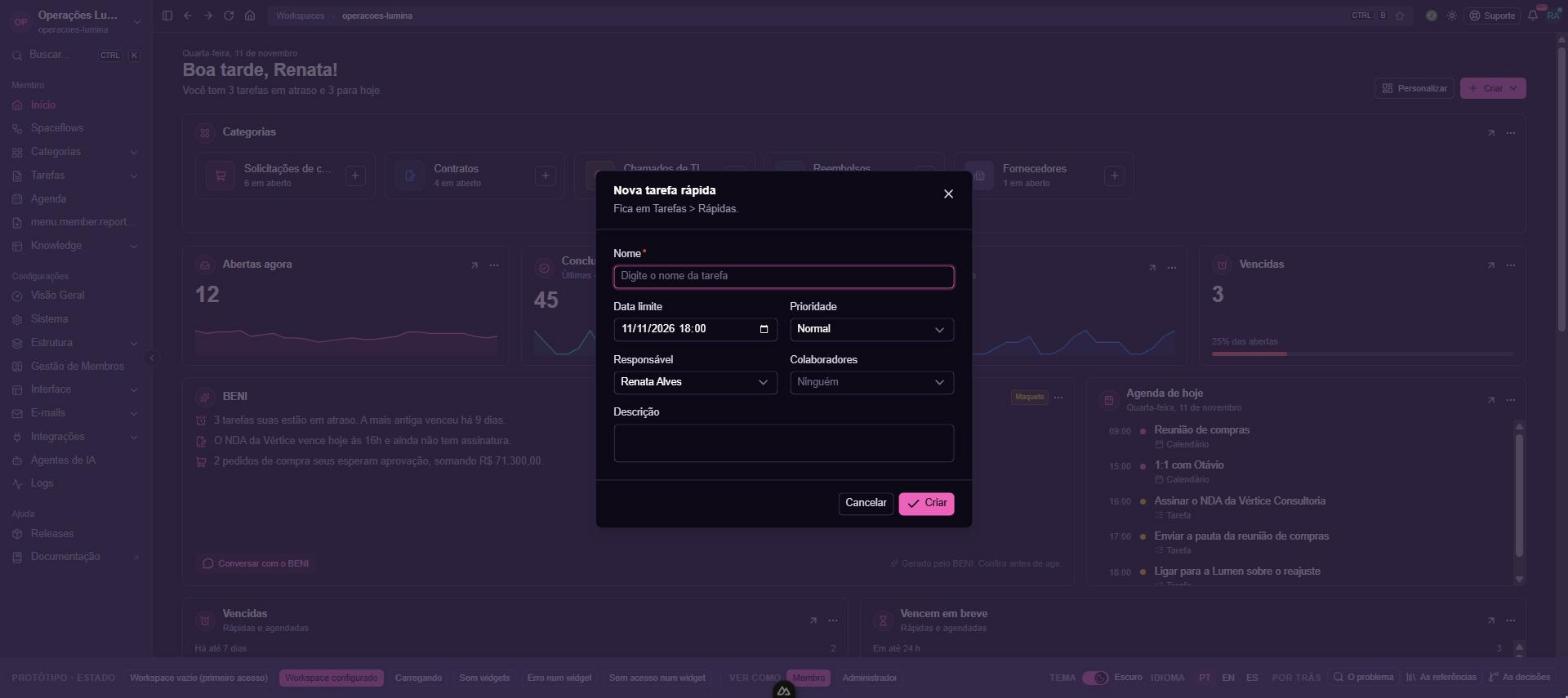 OP Operações Lu...
operacoes-lumina
Workspaces › operacoes-lumina
CTRL B
Suporte
RA
Buscar... CTRL K
Membro
Início
Spaceflows
Categorias
Tarefas
Agenda
menu.member.report
Knowledge
Configurações
Visão Geral
Sistema
Estrutura
Gestão de Membros
Interface
E-mails
Integrações
Agentes de IA
Logs
Ajuda
Releases
Documentação
Quarta-feira, 11 de novembro
Boa tarde, Renata!
Você tem 3 tarefas em atraso e 3 para hoje.
Personalizar
+ Criar
Categorias
Solicitações de c...
6 em aberto
Contratos
4 em aberto
Chamados de TI
Reembolsos
Fornecedores
1 em aberto
Abertas agora
12
Conclu
Últimas
45
Vencidas
3
25% das abertas
Nova tarefa rápida
Fica em Tarefas > Rápidas.
Nome*
Digite o nome da tarefa
Data limite
11/11/2026 18:00
Prioridade
Normal
Responsável
Renata Alves
Colaboradores
Ninguém
Descrição
Cancelar
Criar
BENI
Maquete
3 tarefas suas estão em atraso. A mais antiga venceu há 9 dias.
O NDA da Vértice vence hoje às 16h e ainda não tem assinatura.
2 pedidos de compra seus esperam aprovação, somando R$ 71.300,00.
Conversar com o BENI
Gerado pelo BENI. Confira antes de agir.
Agenda de hoje
Quarta-feira, 11 de novembro
09:00 Reunião de compras
Calendário
15:00 1:1 com Otávio
Calendário
16:00 Assinar o NDA da Vértice Consultoria
Tarefa
17:00 Enviar a pauta da reunião de compras
Tarefa
18:00 Ligar para a Lumen sobre o reajuste
Tarefa
Vencidas
Rápidas e agendadas
Há até 7 dias 2
Vencem em breve
Rápidas e agendadas
Em até 24 h 3
PROTÓTIPO · ESTADO Workspace vazio (primeiro acesso) Workspace configurado Carregando Sem widgets Erro num widget Sem acesso num widget VER COMO Membro Administrador TEMA Escuro IDIOMA PT EN ES POR TRÁS O problema As referências As decisões